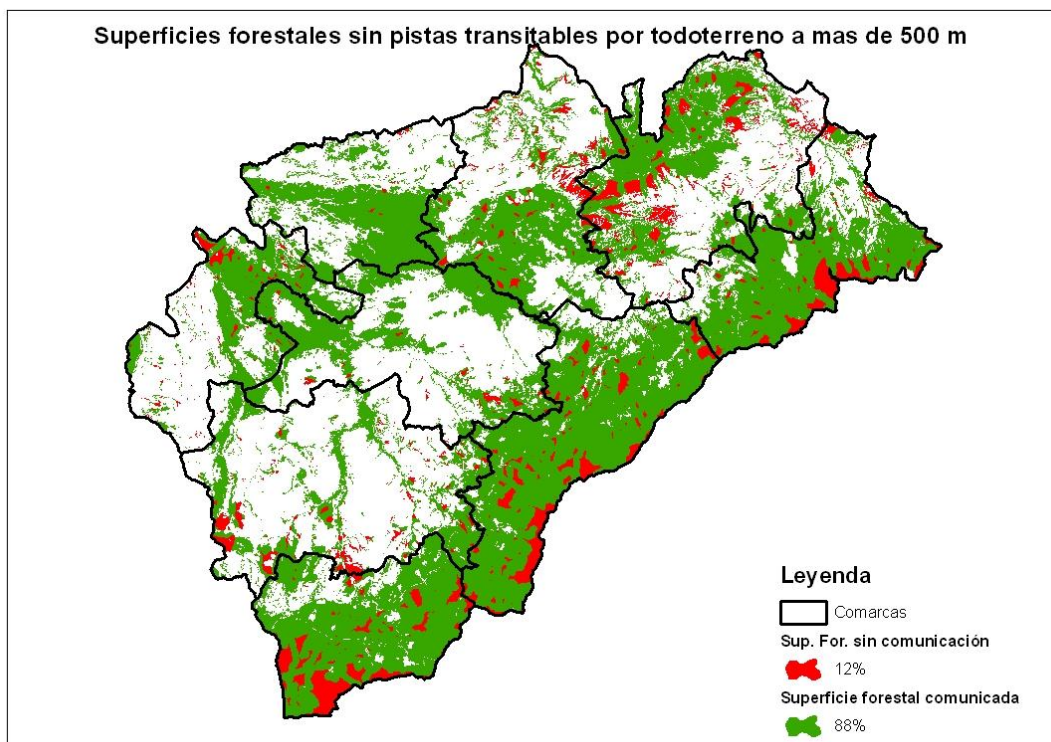 Superficies forestales sin pistas transitables por todoterreno a mas de 500 m
Leyenda
Comarcas
Sup. For. sin comunicación
12%
Superficie forestal comunicada
88%